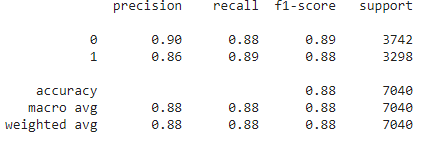 precision recall f1-score support
0 0.90 0.88 0.89 3742
1 0.86 0.89 0.88 3298
accuracy 0.88 7040
macro avg 0.88 0.88 0.88 7040
weighted avg 0.88 0.88 0.88 7040